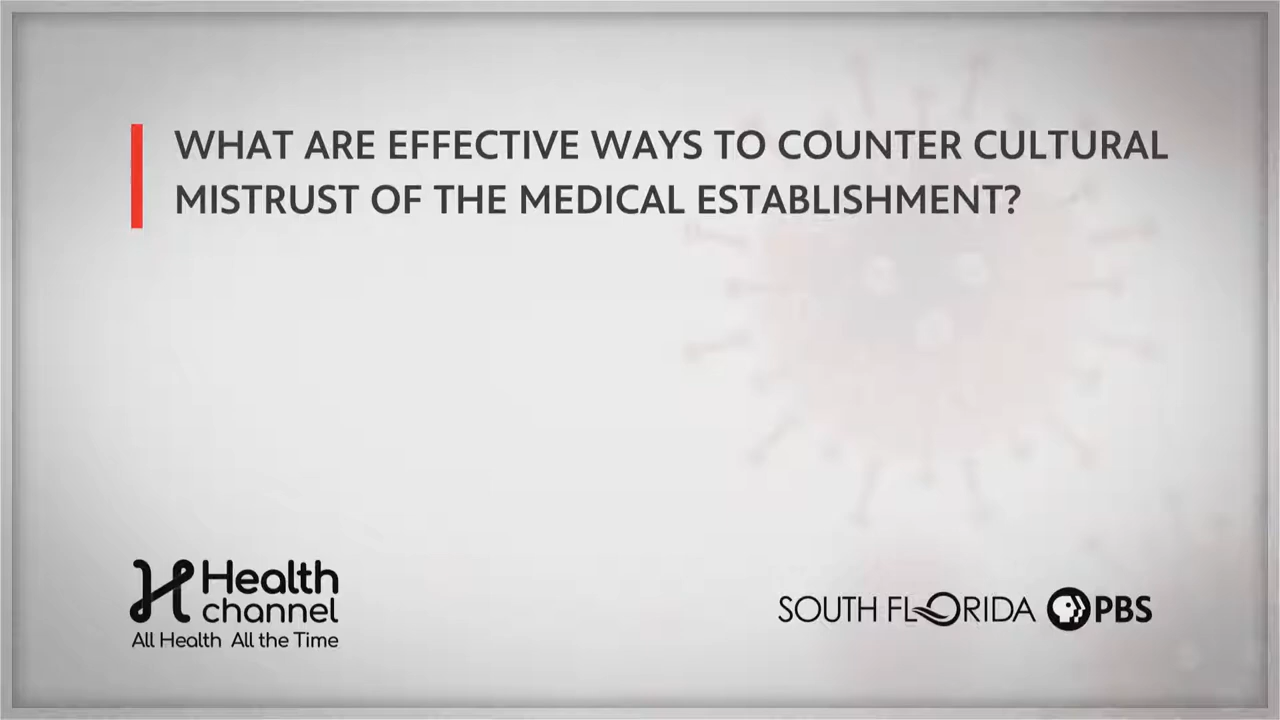 WHAT ARE EFFECTIVE WAYS TO COUNTER CULTURAL
MISTRUST OF THE MEDICAL ESTABLISHMENT?
Health
channel
All Health All the Time
SOUTH FLORIDA PBS